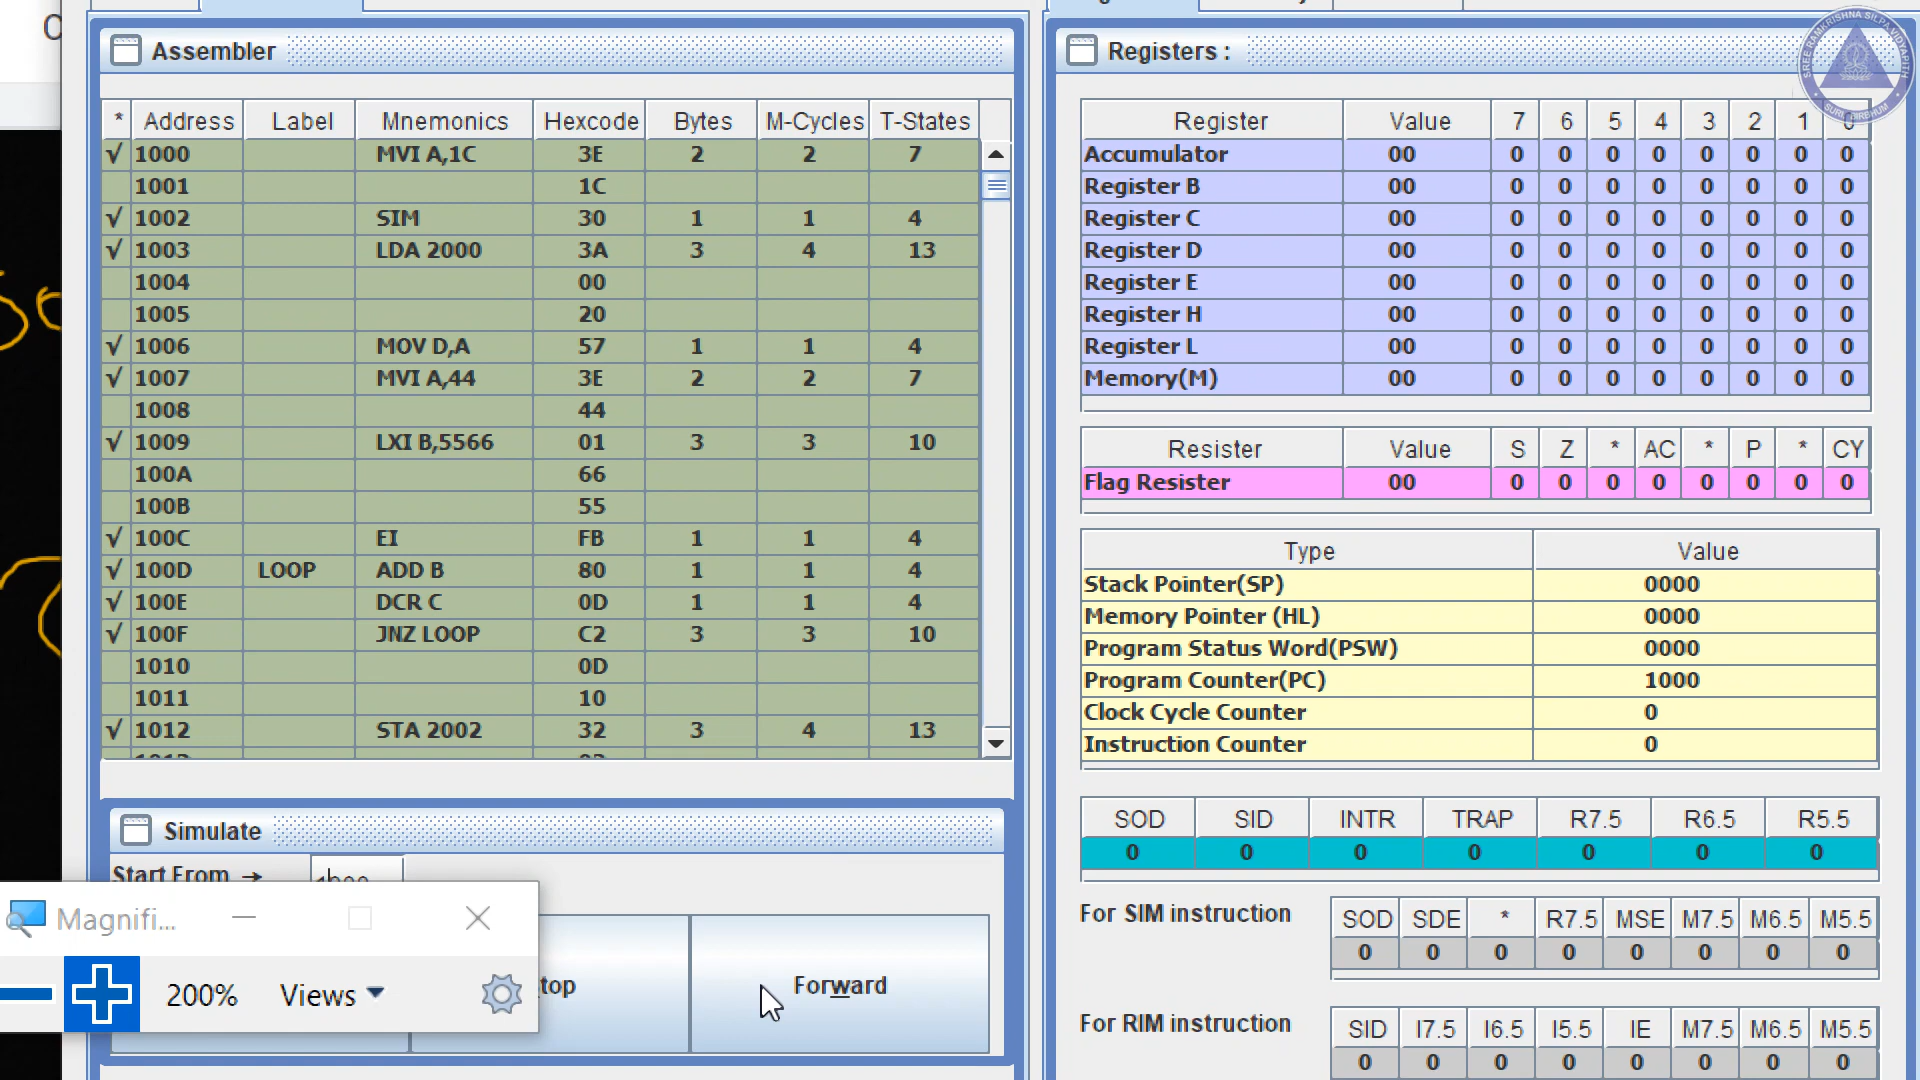 Assembler
* Address Label Mnemonics Hexcode Bytes M-Cycles T-States
√ 1000 MVI A,1C 3E 2 2 7
1001 1C
√ 1002 SIM 30 1 1 4
√ 1003 LDA 2000 3A 3 4 13
1004 00
1005 20
√ 1006 MOV D,A 57 1 1 4
√ 1007 MVI A,44 3E 2 2 7
1008 44
√ 1009 LXI B,5566 01 3 3 10
100A 66
100B 55
√ 100C EI FB 1 1 4
√ 100D LOOP ADD B 80 1 1 4
√ 100E DCR C 0D 1 1 4
√ 100F JNZ LOOP C2 3 3 10
1010 0D
1011 10
√ 1012 STA 2002 32 3 4 13
Simulate
Start From →
Magnifi...
200% Views
Forward
Registers :
Register Value 7 6 5 4 3 2 1
Accumulator 00 0 0 0 0 0 0 0 0
Register B 00 0 0 0 0 0 0 0 0
Register C 00 0 0 0 0 0 0 0 0
Register D 00 0 0 0 0 0 0 0 0
Register E 00 0 0 0 0 0 0 0 0
Register H 00 0 0 0 0 0 0 0 0
Register L 00 0 0 0 0 0 0 0 0
Memory(M) 00 0 0 0 0 0 0 0 0
Resister Value S Z * AC * P * CY
Flag Resister 00 0 0 0 0 0 0 0 0
Type Value
Stack Pointer(SP) 0000
Memory Pointer (HL) 0000
Program Status Word(PSW) 0000
Program Counter(PC) 1000
Clock Cycle Counter 0
Instruction Counter 0
SOD SID INTR TRAP R7.5 R6.5 R5.5
0 0 0 0 0 0 0
For SIM instruction
SOD SDE * R7.5 MSE M7.5 M6.5 M5.5
0 0 0 0 0 0 0 0
For RIM instruction
SID I7.5 I6.5 I5.5 IE M7.5 M6.5 M5.5
0 0 0 0 0 0 0 0
SREE RAMKRISHNA SILPA VIDYAPITH
SURI, BIRBHUM